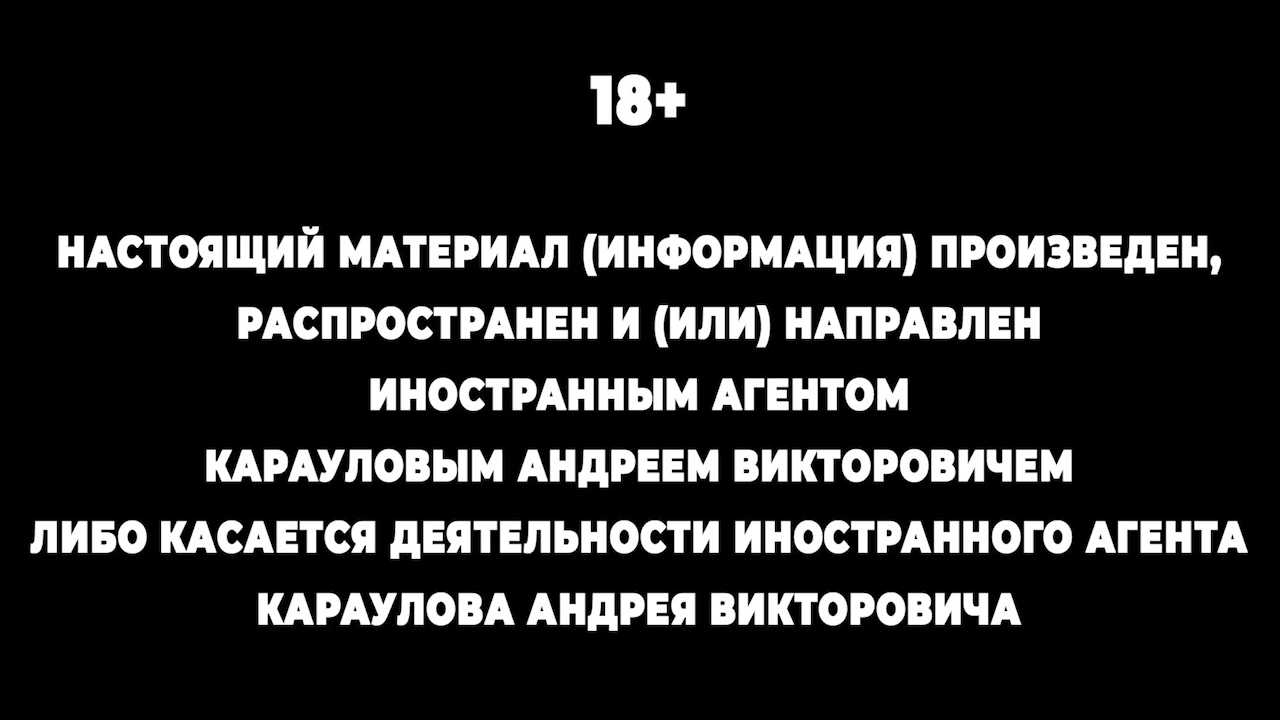 18+
НАСТОЯЩИЙ МАТЕРИАЛ (ИНФОРМАЦИЯ) ПРОИЗВЕДЕН,
РАСПРОСТРАНЕН И (ИЛИ) НАПРАВЛЕН
ИНОСТРАННЫМ АГЕНТОМ
КАРАУЛОВЫМ АНДРЕЕМ ВИКТОРОВИЧЕМ
ЛИБО КАСАЕТСЯ ДЕЯТЕЛЬНОСТИ ИНОСТРАННОГО АГЕНТА
КАРАУЛОВА АНДРЕЯ ВИКТОРОВИЧА